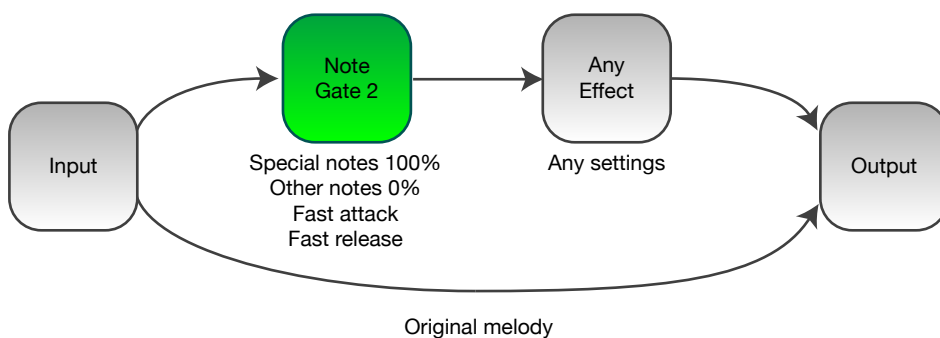 Note
Gate 2
Any
Effect
Input
Special notes 100%
Other notes 0%
Fast attack
Fast release
Any settings
Output
Original melody